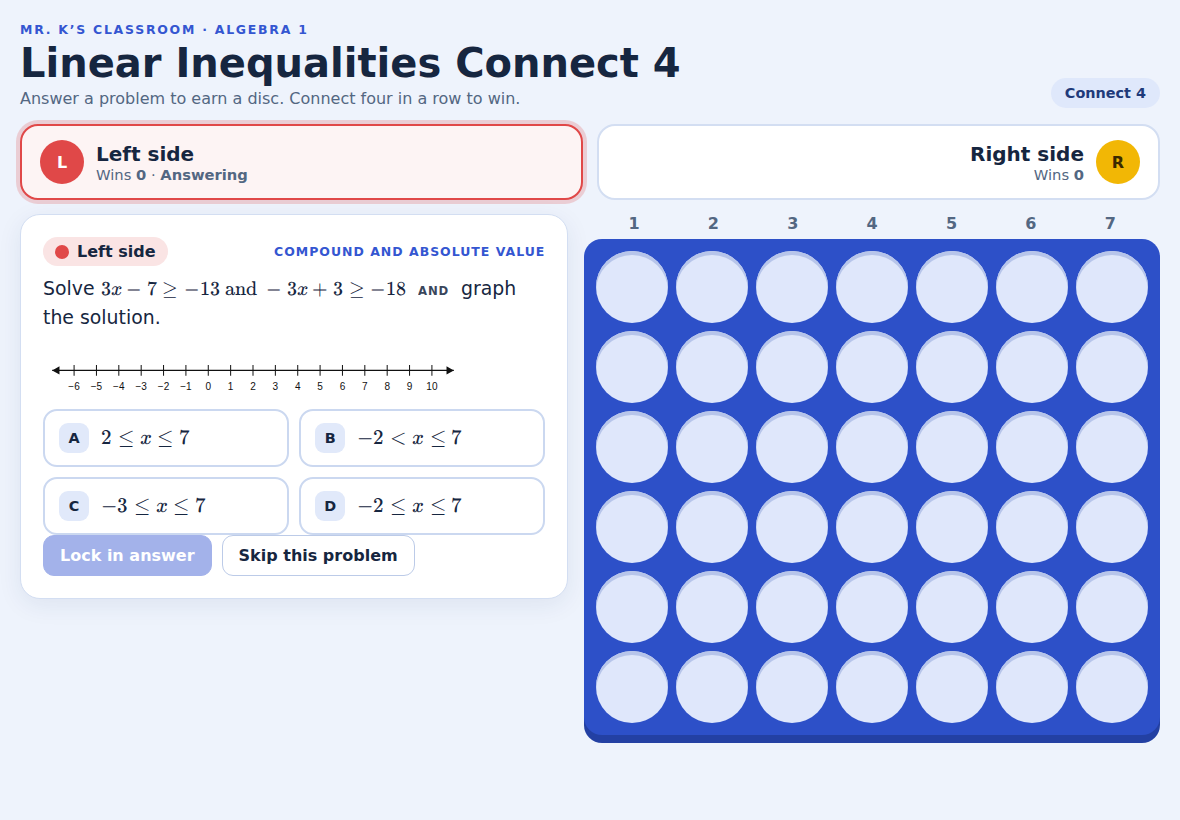 MR. K’S CLASSROOM · ALGEBRA 1
Linear Inequalities Connect 4
Answer a problem to earn a disc. Connect four in a row to win.
Connect 4
L
Left side
Wins 0 · Answering
Right side
Wins 0
R
Left side
COMPOUND AND ABSOLUTE VALUE
Solve 3x − 7 ≥ −13 and − 3x + 3 ≥ −18 AND graph
the solution.
−6 −5 −4 −3 −2 −1 0 1 2 3 4 5 6 7 8 9 10
A 2 ≤ x ≤ 7
B −2 < x ≤ 7
C −3 ≤ x ≤ 7
D −2 ≤ x ≤ 7
Lock in answer
Skip this problem
1 2 3 4 5 6 7